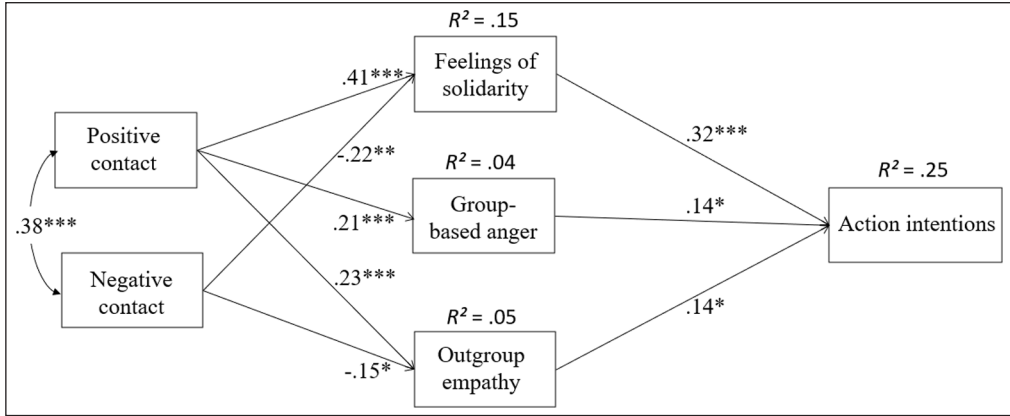 R² = .15
Feelings of
solidarity
.41***
Positive
contact
-.22**
.32***
R² = .04
R² = .25
Group-
based anger
.21***
.14*
Action intentions
.38***
Negative
contact
.23***
.14*
R² = .05
Outgroup
empathy
-.15*